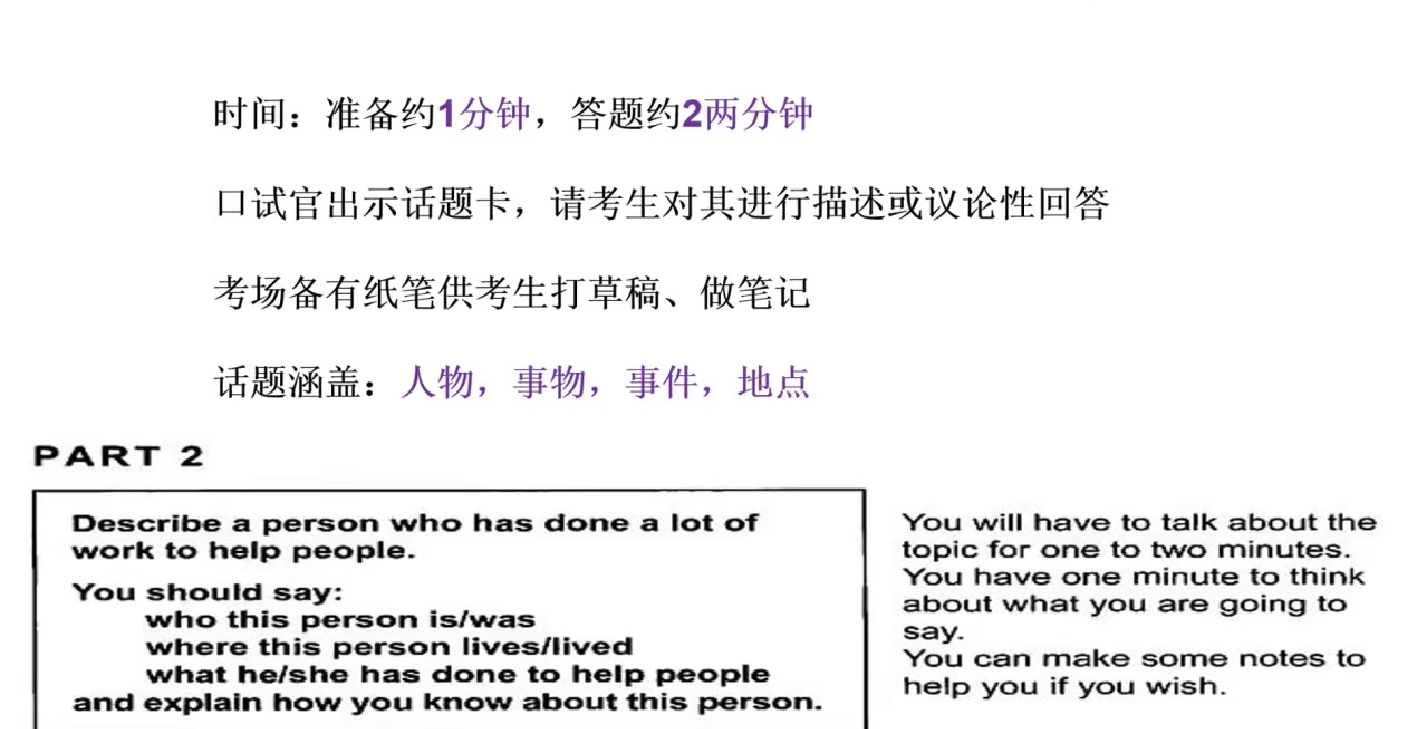 时间：准备约1分钟，答题约2两分钟
口试官出示话题卡，请考生对其进行描述或议论性回答
考场备有纸笔供考生打草稿、做笔记
话题涵盖：人物，事物，事件，地点
PART 2
Describe a person who has done a lot of
work to help people.
You should say:
who this person is/was
where this person lives/lived
what he/she has done to help people
and explain how you know about this person.
You will have to talk about the
topic for one to two minutes.
You have one minute to think
about what you are going to
say.
You can make some notes to
help you if you wish.